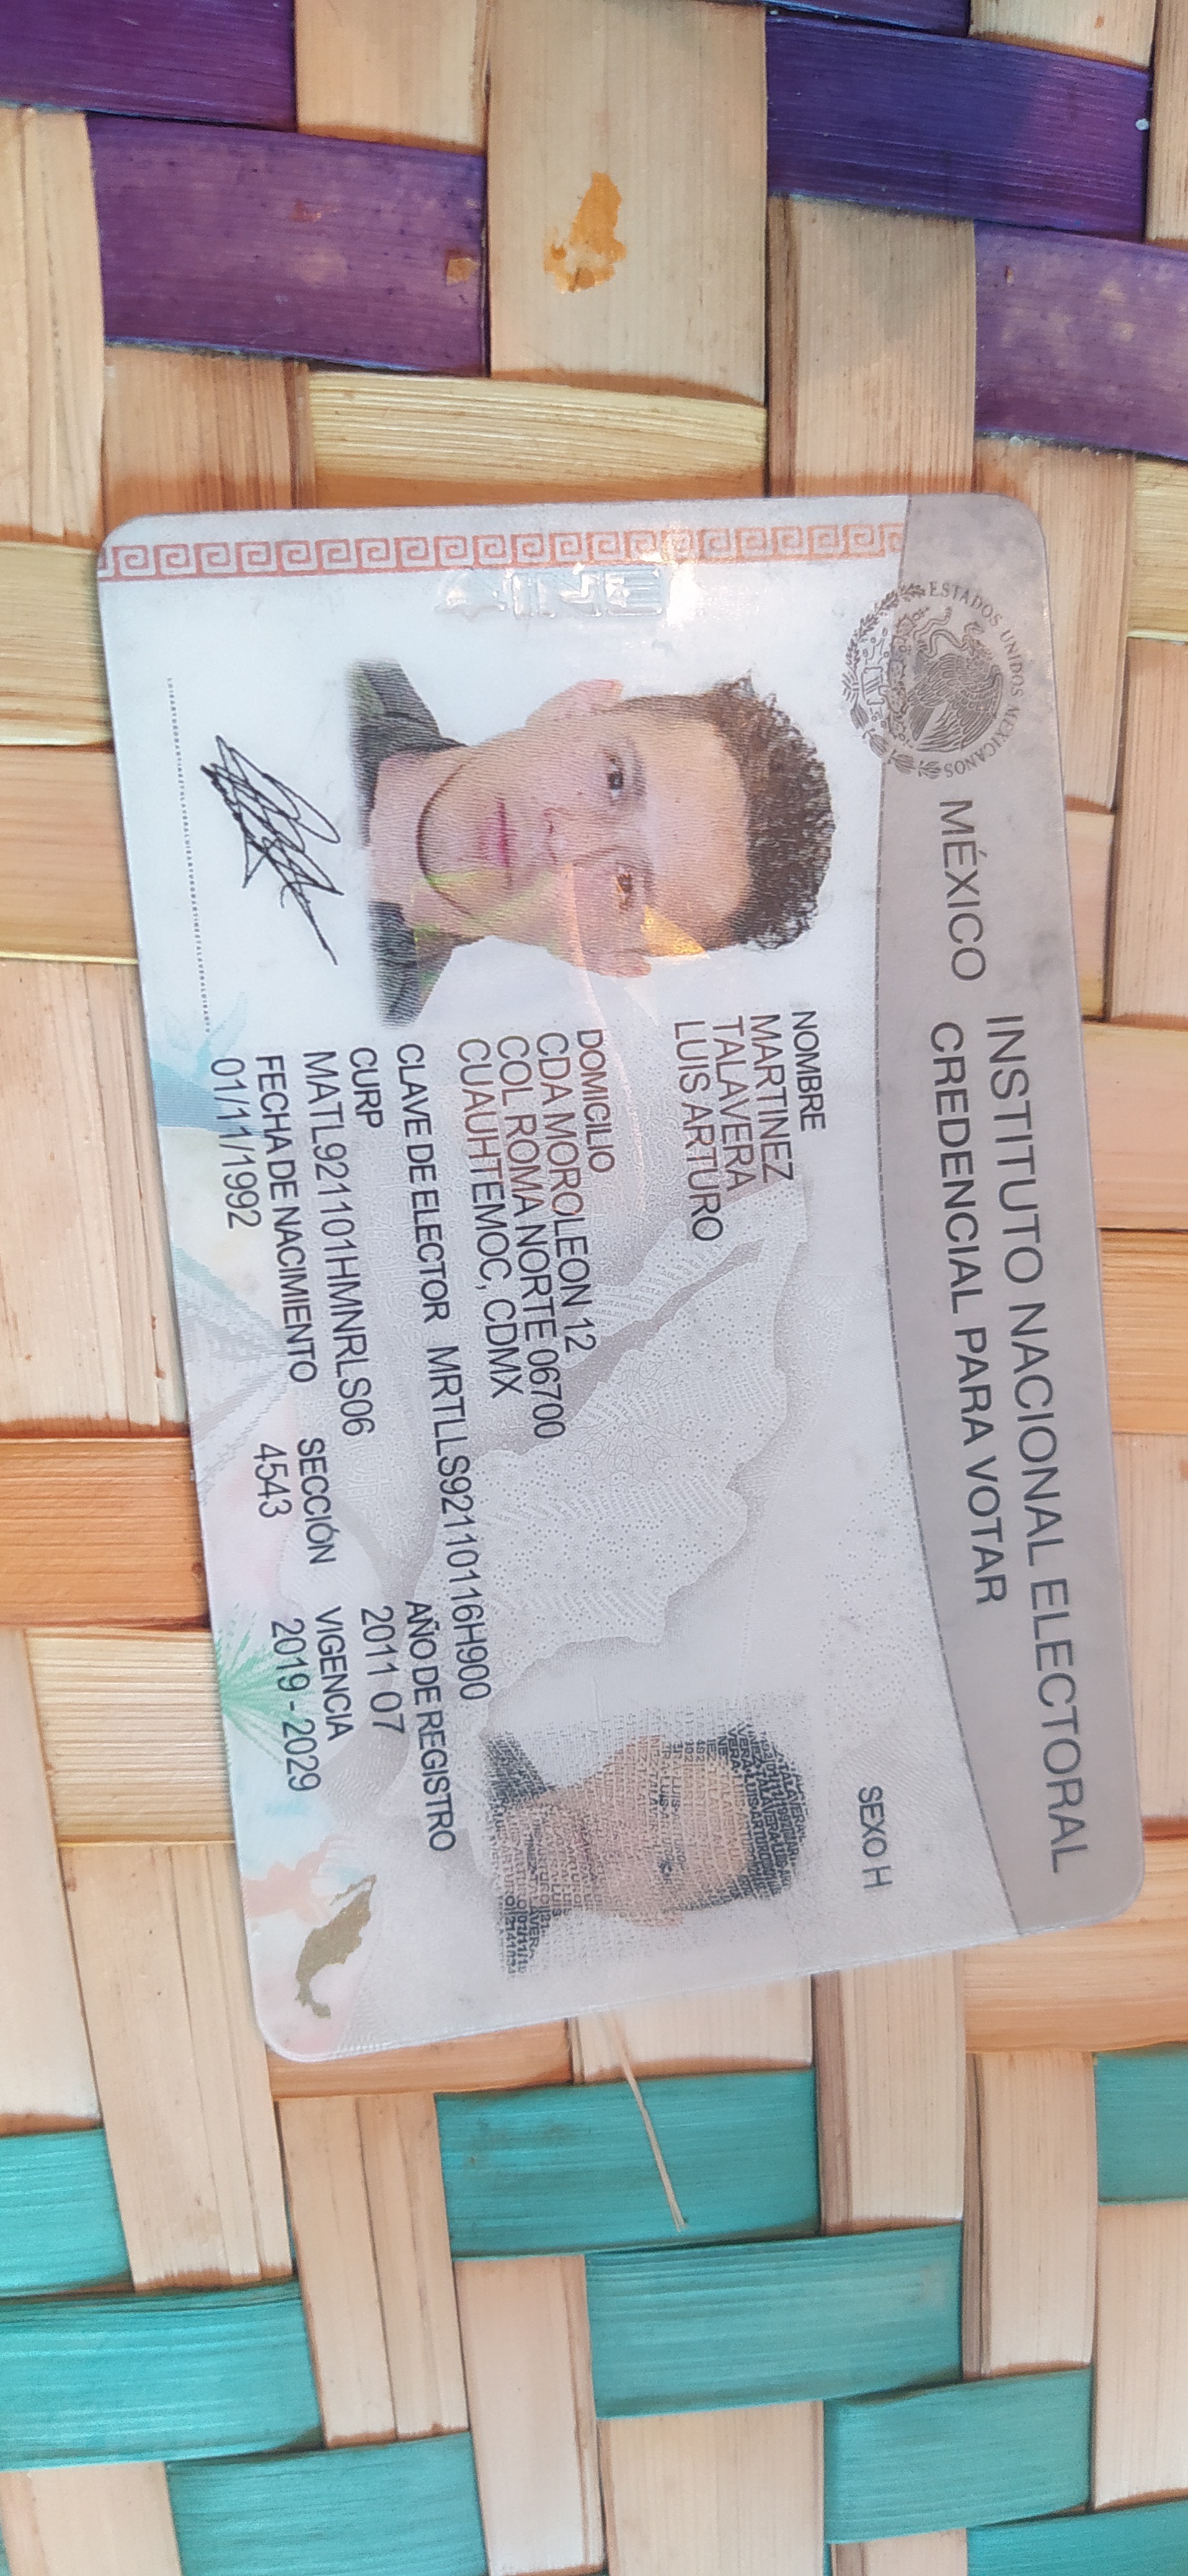 ESTADOS UNIDOS MEXICANOS
MÉXICO
INSTITUTO NACIONAL ELECTORAL
CREDENCIAL PARA VOTAR
INE
NOMBRE
MARTINEZ
TALAVERA
LUIS ARTURO
SEXO H
DOMICILIO
CDA MOROLEON 12
COL ROMA NORTE 06700
CUAUHTEMOC, CDMX
CLAVE DE ELECTOR MRTLLS92110116H900
CURP
MATL921101HMNRLS06
AÑO DE REGISTRO
2011 07
FECHA DE NACIMIENTO
01/11/1992
SECCIÓN
4543
VIGENCIA
2019 - 2029